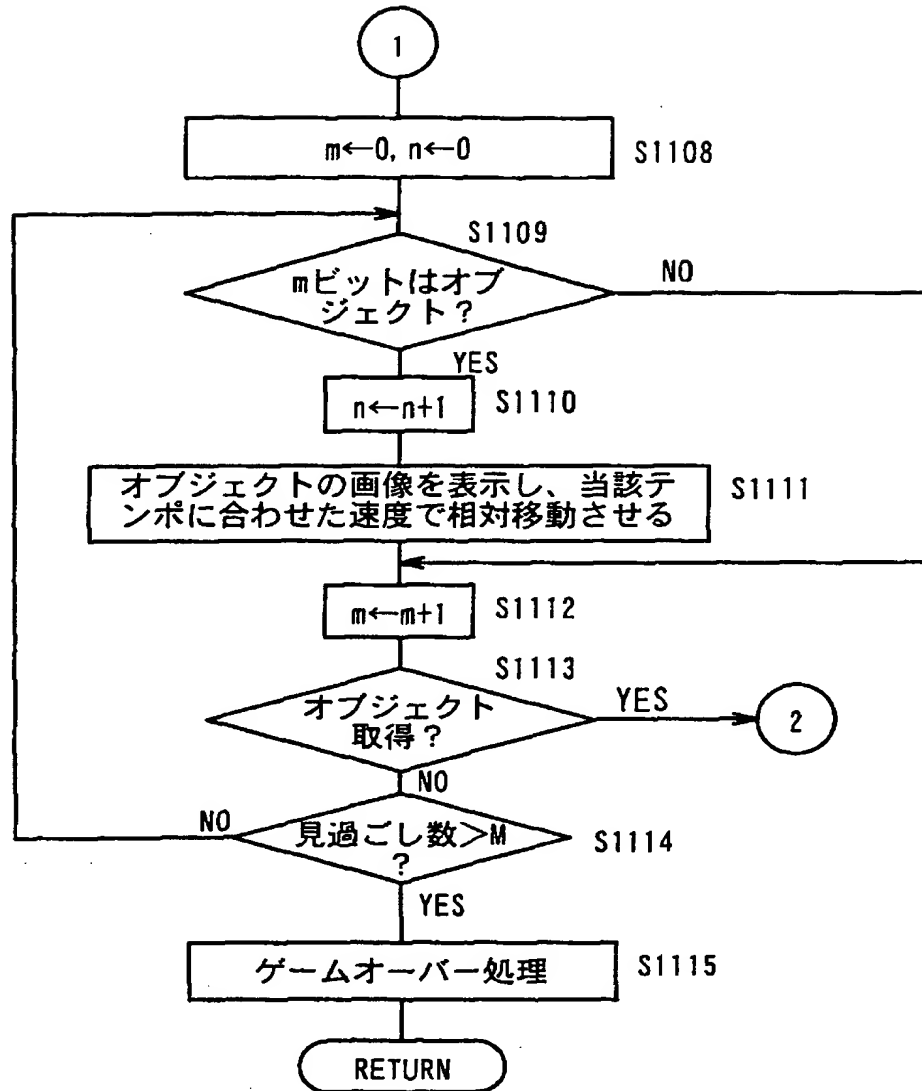 1
m←0, n←0
S1108
S1109
mビットはオブ
ジェクト？
NO
YES
n←n+1
S1110
オブジェクトの画像を表示し、当該テ
ンポに合わせた速度で相対移動させる
S1111
m←m+1
S1112
S1113
オブジェクト
取得？
YES
2
NO
NO
見過ごし数＞M
？
S1114
YES
ゲームオーバー処理
S1115
RETURN